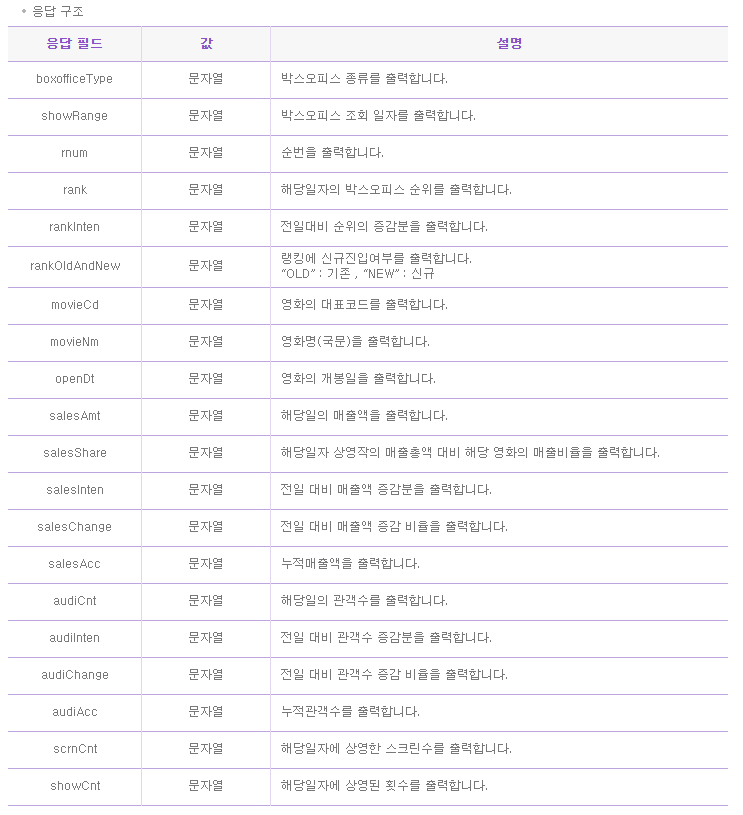 • 응답 구조
응답 필드 값 설명
boxofficeType 문자열 박스오피스 종류를 출력합니다.
showRange 문자열 박스오피스 조회 일자를 출력합니다.
rnum 문자열 순번을 출력합니다.
rank 문자열 해당일자의 박스오피스 순위를 출력합니다.
rankInten 문자열 전일대비 순위의 증감분을 출력합니다.
rankOldAndNew 문자열 랭킹에 신규진입여부를 출력합니다.
“OLD” : 기존 , “NEW” : 신규
movieCd 문자열 영화의 대표코드를 출력합니다.
movieNm 문자열 영화명(국문)을 출력합니다.
openDt 문자열 영화의 개봉일을 출력합니다.
salesAmt 문자열 해당일의 매출액을 출력합니다.
salesShare 문자열 해당일자 상영작의 매출총액 대비 해당 영화의 매출비율을 출력합니다.
salesInten 문자열 전일 대비 매출액 증감분을 출력합니다.
salesChange 문자열 전일 대비 매출액 증감 비율을 출력합니다.
salesAcc 문자열 누적매출액을 출력합니다.
audiCnt 문자열 해당일의 관객수를 출력합니다.
audiInten 문자열 전일 대비 관객수 증감분을 출력합니다.
audiChange 문자열 전일 대비 관객수 증감 비율을 출력합니다.
audiAcc 문자열 누적관객수를 출력합니다.
scrnCnt 문자열 해당일자에 상영한 스크린수를 출력합니다.
showCnt 문자열 해당일자에 상영된 횟수를 출력합니다.